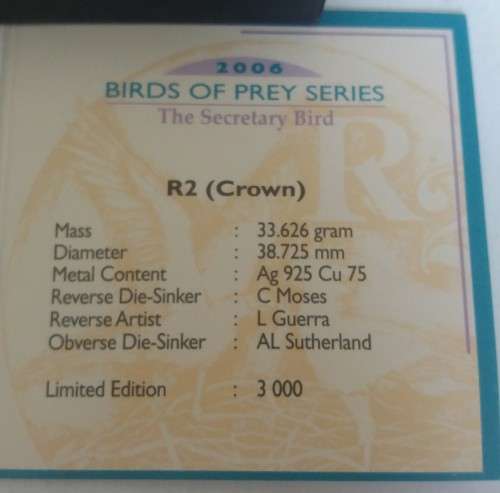 2006
BIRDS OF PREY SERIES
The Secretary Bird
R
R2 (Crown)
Mass : 33.626 gram
Diameter : 38.725 mm
Metal Content : Ag 925 Cu 75
Reverse Die-Sinker : C Moses
Reverse Artist : L Guerra
Obverse Die-Sinker : AL Sutherland
Limited Edition : 3 000